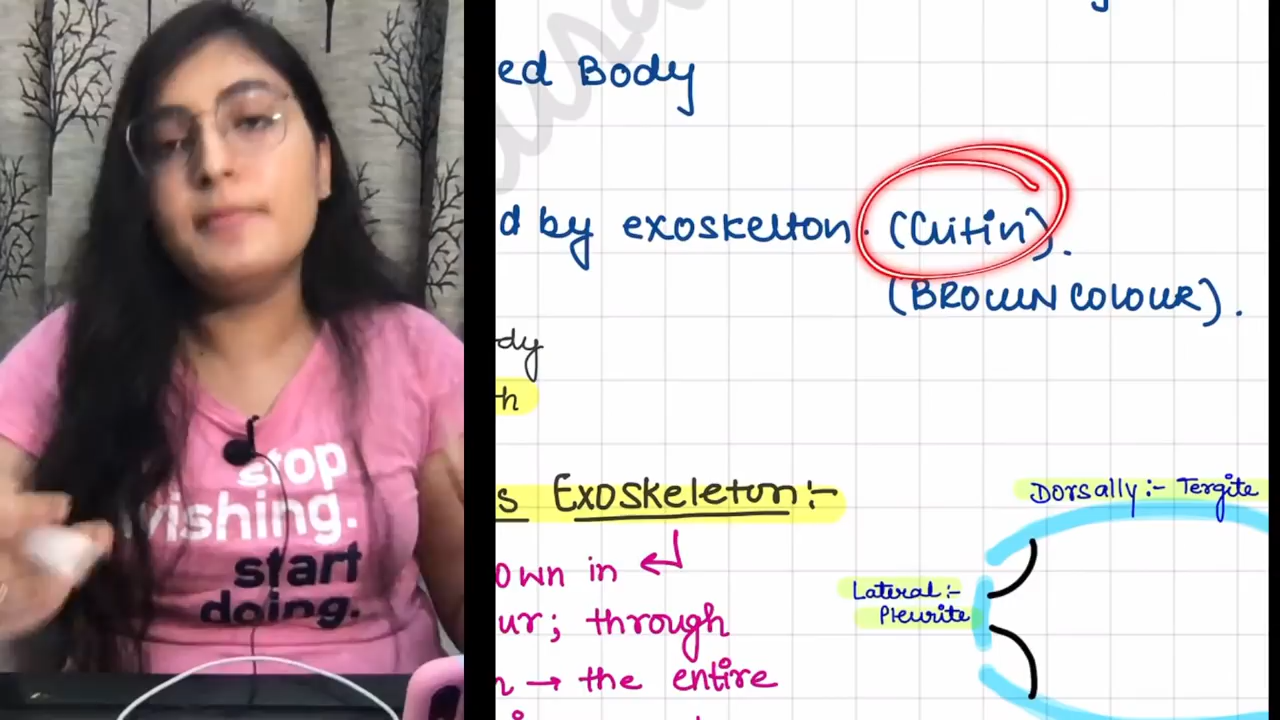 stop
wishing.
start
doing.
ed Body
d by exoskelton. (Cuitin).
(BROWN COLOUR).
dy
th
s Exoskeleton:-
own in
ur; through
n → the entire
Dorsally:- Tergite
Lateral:-
Pleurite